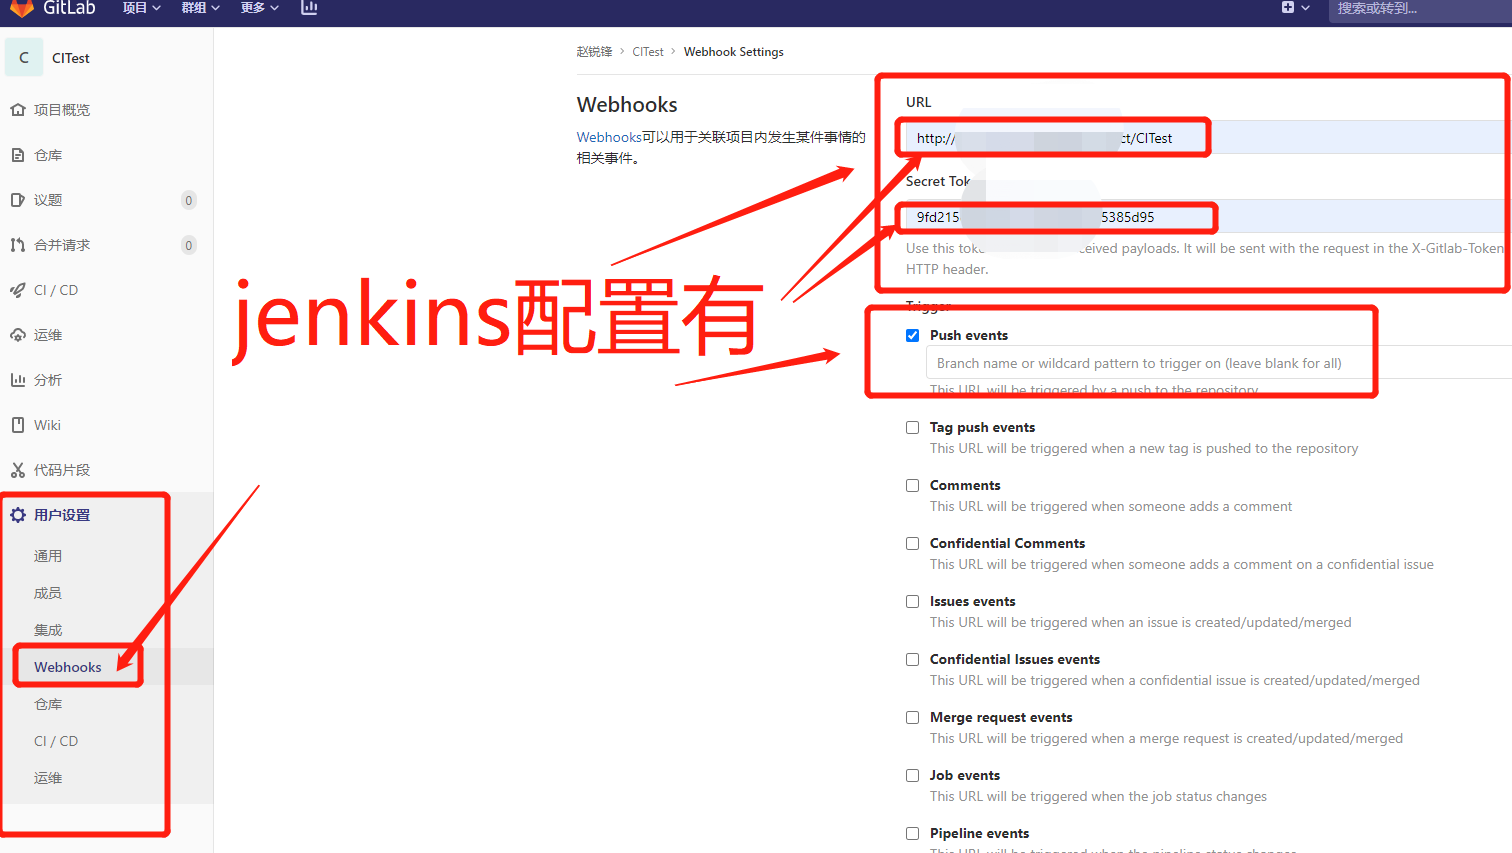 GitLab 项目 群组 更多 搜索或转到...
C CITest
项目概览
仓库
议题 0
合并请求 0
CI / CD
运维
分析
Wiki
代码片段
用户设置
通用
成员
集成
Webhooks
仓库
CI / CD
运维
赵锐锋 > CITest > Webhook Settings
Webhooks
Webhooks可以用于关联项目内发生某件事情的
相关事件。
jenkins配置有
URL
http:// ct/CITest
Secret Tok
9fd215 5385d95
Use this toke ceived payloads. It will be sent with the request in the X-Gitlab-Token
HTTP header.
Trigger
Push events
Branch name or wildcard pattern to trigger on (leave blank for all)
This URL will be triggered by a push to the repository
Tag push events
This URL will be triggered when a new tag is pushed to the repository
Comments
This URL will be triggered when someone adds a comment
Confidential Comments
This URL will be triggered when someone adds a comment on a confidential issue
Issues events
This URL will be triggered when an issue is created/updated/merged
Confidential Issues events
This URL will be triggered when a confidential issue is created/updated/merged
Merge request events
This URL will be triggered when a merge request is created/updated/merged
Job events
This URL will be triggered when the job status changes
Pipeline events
This URL will be triggered when the pipeline status changes